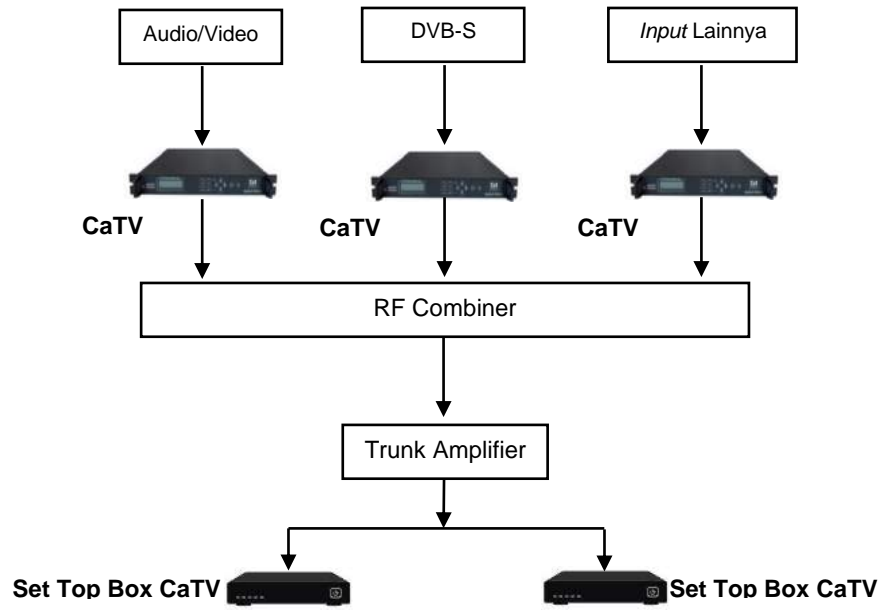 Audio/Video
DVB-S
Input Lainnya
CaTV
CaTV
CaTV
RF Combiner
Trunk Amplifier
Set Top Box CaTV
Set Top Box CaTV